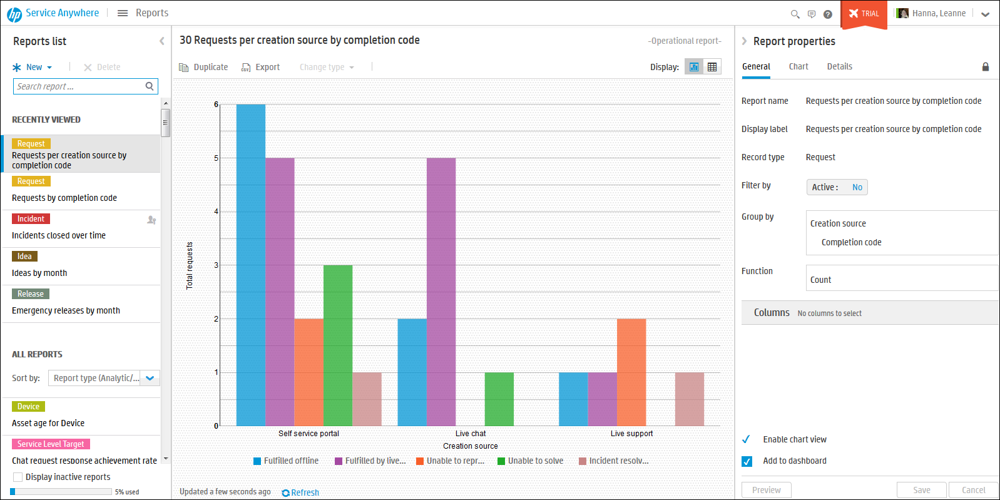 hp Service Anywhere Reports
TRIAL Hanna, Leanne
Reports list
New Delete
Search report ...
RECENTLY VIEWED
Request
Requests per creation source by
completion code
Request
Requests by completion code
Incident
Incidents closed over time
Idea
Ideas by month
Release
Emergency releases by month
ALL REPORTS
Sort by: Report type (Analytic/...
Device
Asset age for Device
Service Level Target
Chat request response achievement rate
Display inactive reports
5% used
30 Requests per creation source by completion code
-Operational report-
Duplicate CSV Export Change type
Display:
6
5
4
3
2
1
0
Total requests
Self service portal Live chat Live support
Creation source
Fulfilled offline Fulfilled by live... Unable to repr... Unable to solve Incident resolv...
Updated a few seconds ago Refresh
Report properties
General Chart Details
Report name Requests per creation source by completion code
Display label Requests per creation source by completion code
Record type Request
Filter by Active : No
Group by Creation source
Completion code
Function Count
Columns No columns to select
Enable chart view
Add to dashboard
Preview Save Cancel